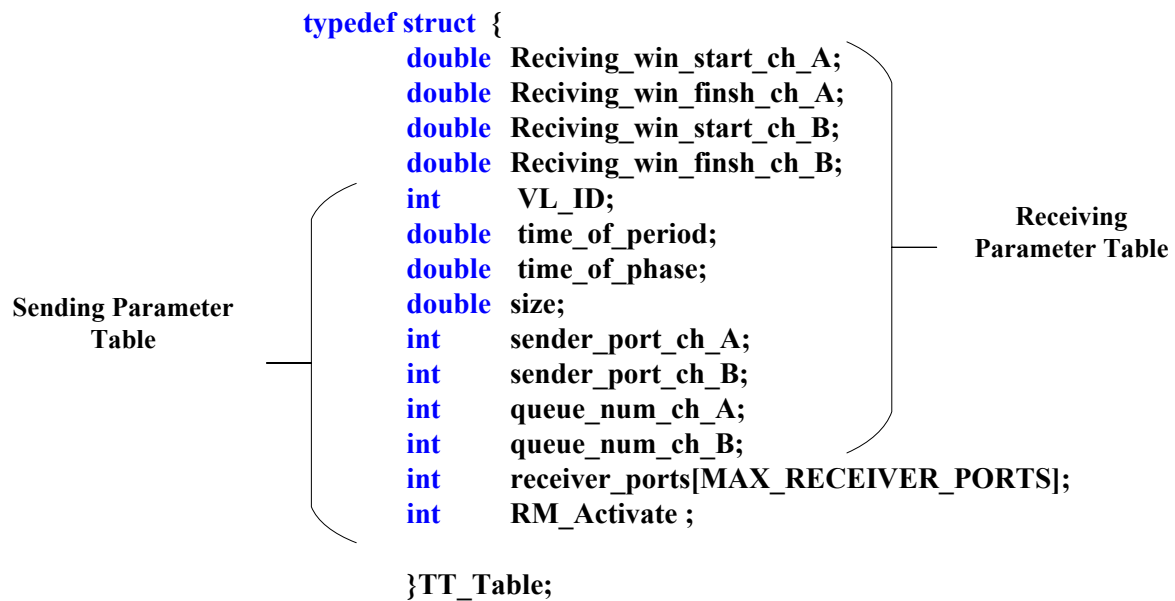 typedef struct {
double Reciving_win_start_ch_A;
double Reciving_win_finsh_ch_A;
double Reciving_win_start_ch_B;
double Reciving_win_finsh_ch_B;
int VL_ID;
double time_of_period;
double time_of_phase;
double size;
int sender_port_ch_A;
int sender_port_ch_B;
int queue_num_ch_A;
int queue_num_ch_B;
int receiver_ports[MAX_RECEIVER_PORTS];
int RM_Activate ;
}TT_Table;
Sending Parameter
Table
Receiving
Parameter Table